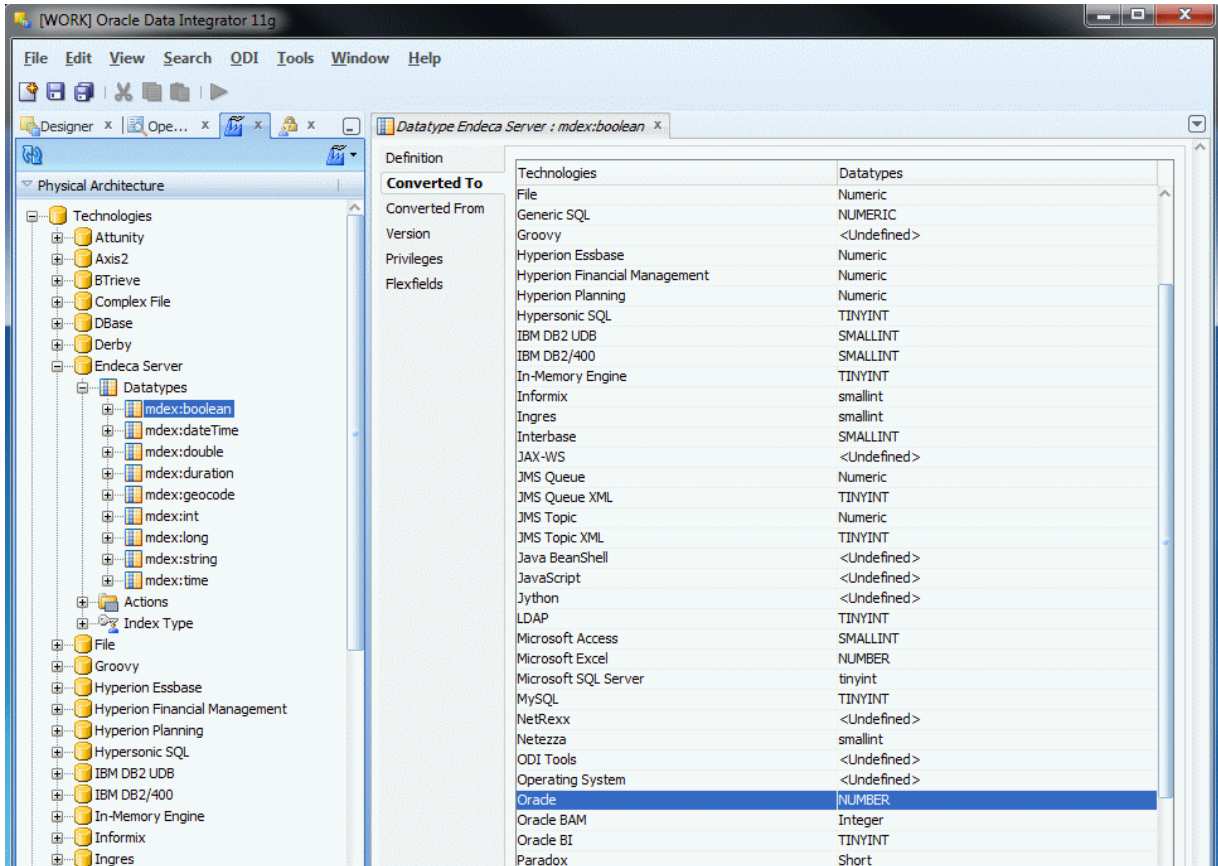 [WORK] Oracle Data Integrator 11g
File Edit View Search ODI Tools Window Help
Designer x Ope... x x x
Datatype Endeca Server : mdex:boolean x
Physical Architecture
Technologies
Attunity
Axis2
BTrieve
Complex File
DBase
Derby
Endeca Server
Datatypes
mdex:boolean
mdex:dateTime
mdex:double
mdex:duration
mdex:geocode
mdex:int
mdex:long
mdex:string
mdex:time
Actions
Index Type
File
Groovy
Hyperion Essbase
Hyperion Financial Management
Hyperion Planning
Hypersonic SQL
IBM DB2 UDB
IBM DB2/400
In-Memory Engine
Informix
Ingres
Definition
Converted To
Converted From
Version
Privileges
Flexfields
Technologies Datatypes
File Numeric
Generic SQL NUMERIC
Groovy <Undefined>
Hyperion Essbase Numeric
Hyperion Financial Management Numeric
Hyperion Planning Numeric
Hypersonic SQL TINYINT
IBM DB2 UDB SMALLINT
IBM DB2/400 SMALLINT
In-Memory Engine TINYINT
Informix smallint
Ingres smallint
Interbase SMALLINT
JAX-WS <Undefined>
JMS Queue Numeric
JMS Queue XML TINYINT
JMS Topic Numeric
JMS Topic XML TINYINT
Java BeanShell <Undefined>
JavaScript <Undefined>
Jython <Undefined>
LDAP TINYINT
Microsoft Access SMALLINT
Microsoft Excel NUMBER
Microsoft SQL Server tinyint
MySQL TINYINT
NetRexx <Undefined>
Netezza smallint
ODI Tools <Undefined>
Operating System <Undefined>
Oracle NUMBER
Oracle BAM Integer
Oracle BI TINYINT
Paradox Short